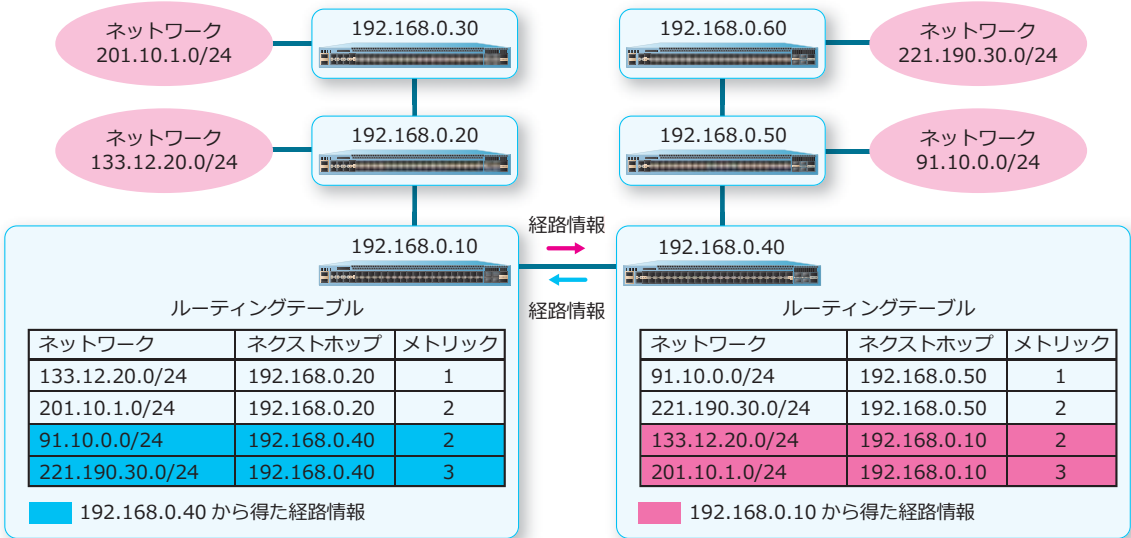 ネットワーク
201.10.1.0/24
192.168.0.30
192.168.0.60
ネットワーク
221.190.30.0/24
ネットワーク
133.12.20.0/24
192.168.0.20
192.168.0.50
ネットワーク
91.10.0.0/24
経路情報
経路情報
192.168.0.10
ルーティングテーブル
ネットワーク ネクストホップ メトリック
133.12.20.0/24 192.168.0.20 1
201.10.1.0/24 192.168.0.20 2
91.10.0.0/24 192.168.0.40 2
221.190.30.0/24 192.168.0.40 3
192.168.0.40 から得た経路情報
192.168.0.40
ルーティングテーブル
ネットワーク ネクストホップ メトリック
91.10.0.0/24 192.168.0.50 1
221.190.30.0/24 192.168.0.50 2
133.12.20.0/24 192.168.0.10 2
201.10.1.0/24 192.168.0.10 3
192.168.0.10 から得た経路情報